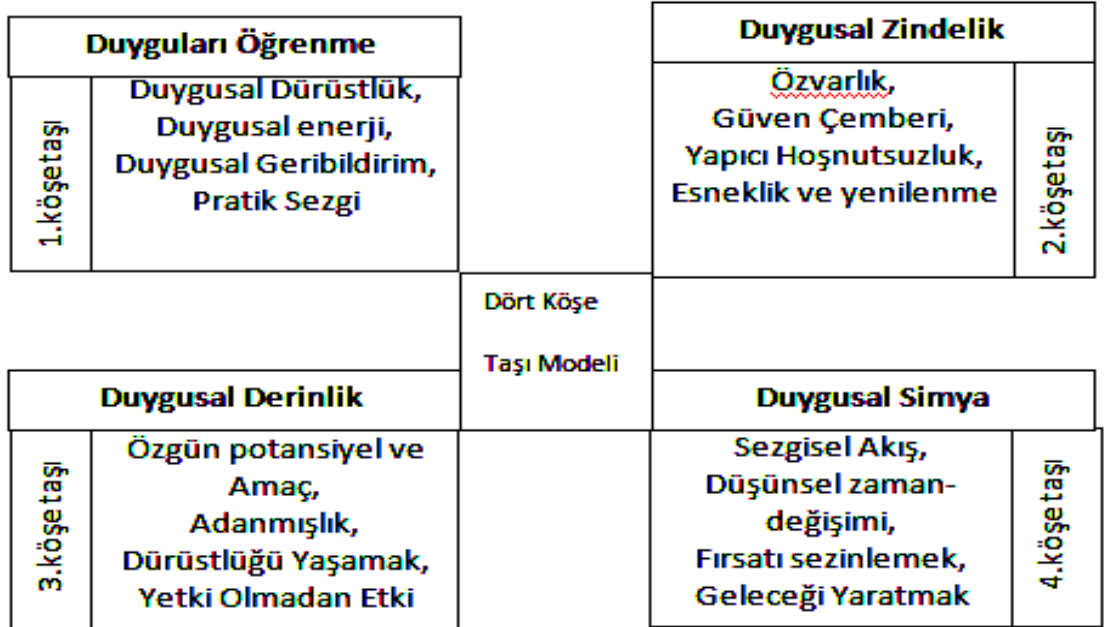 Duyguları Öğrenme
1.köşetaşı
Duygusal Dürüstlük,
Duygusal enerji,
Duygusal Geribildirim,
Pratik Sezgi
Duygusal Zindelik
Özvarlık,
Güven Çemberi,
Yapıcı Hoşnutsuzluk,
Esneklik ve yenilenme
2.köşetaşı
Dört Köşe
Taşı Modeli
Duygusal Derinlik
3.köşetaşı
Özgün potansiyel ve
Amaç,
Adanmışlık,
Dürüstlüğü Yaşamak,
Yetki Olmadan Etki
Duygusal Simya
Sezgisel Akış,
Düşünsel zaman-
değişimi,
Fırsatı sezinlemek,
Geleceği Yaratmak
4.köşetaşı